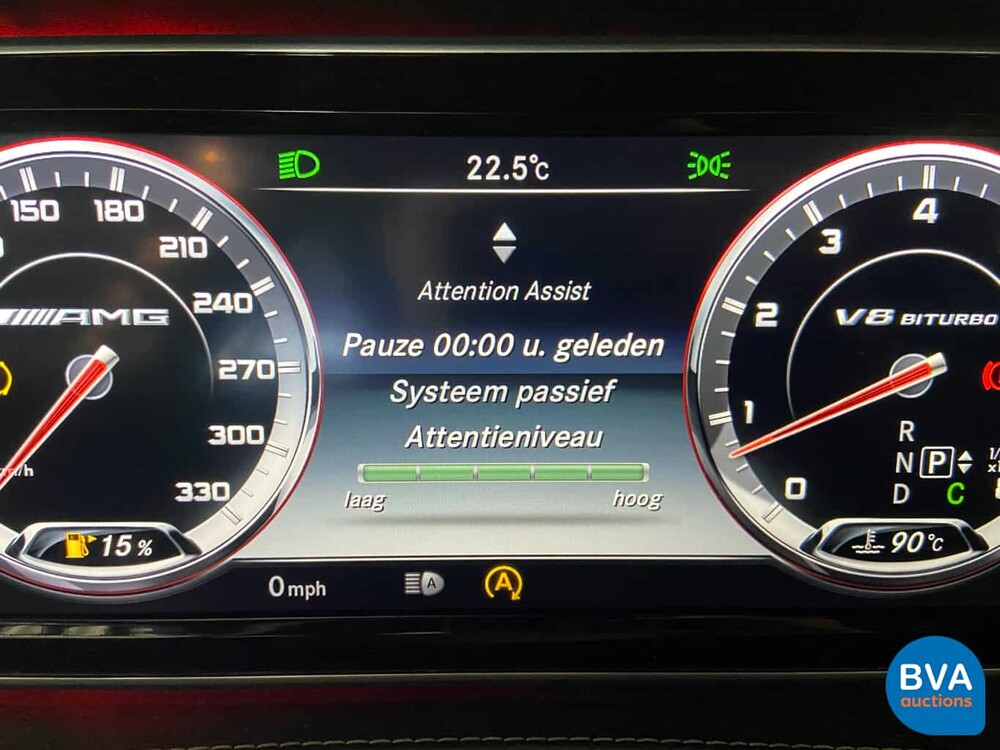 22.5°C
150 180
210
240
270
300
330
AMG
km/h
15 %
Attention Assist
Pauze 00:00 u. geleden
Systeem passief
Attentieniveau
laag hoog
4
3
2
1
0
V8 BITURBO
R
N P
D C
90°C
0 mph
A A
BVA
auctions